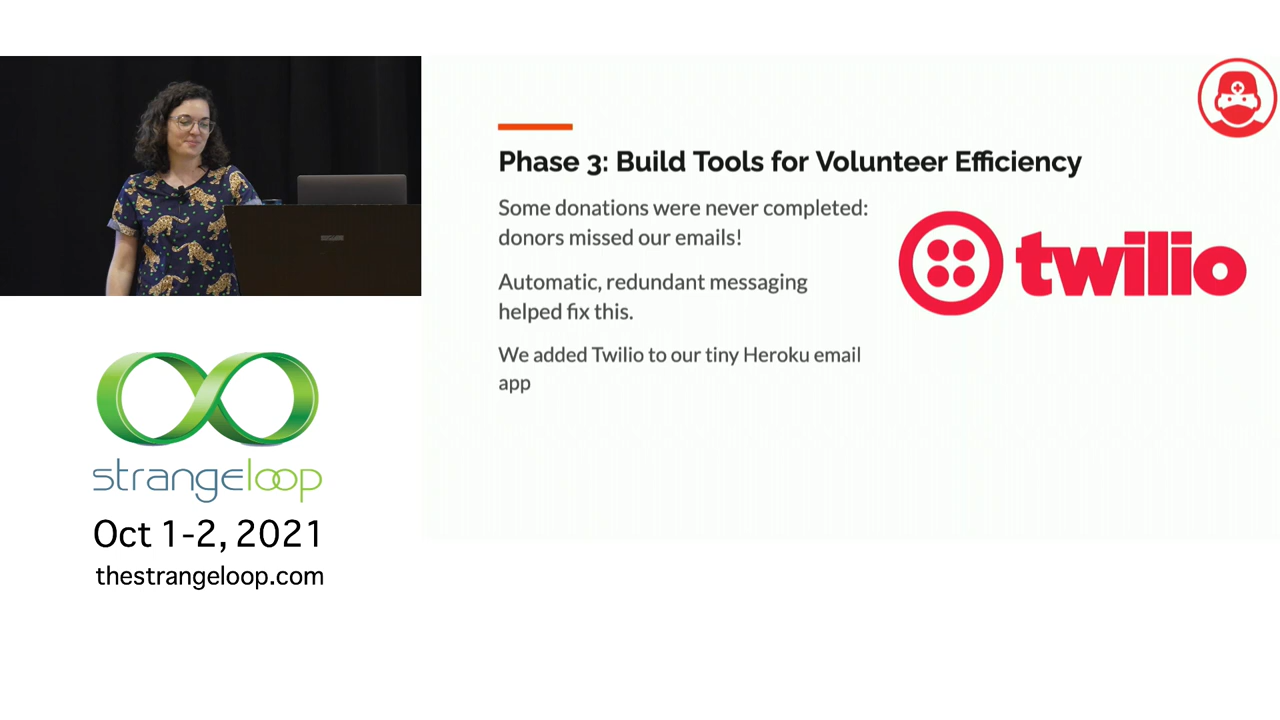 Phase 3: Build Tools for Volunteer Efficiency
Some donations were never completed:
donors missed our emails!
Automatic, redundant messaging
helped fix this.
We added Twilio to our tiny Heroku email
app
twilio
strangeloop
Oct 1-2, 2021
thestrangeloop.com